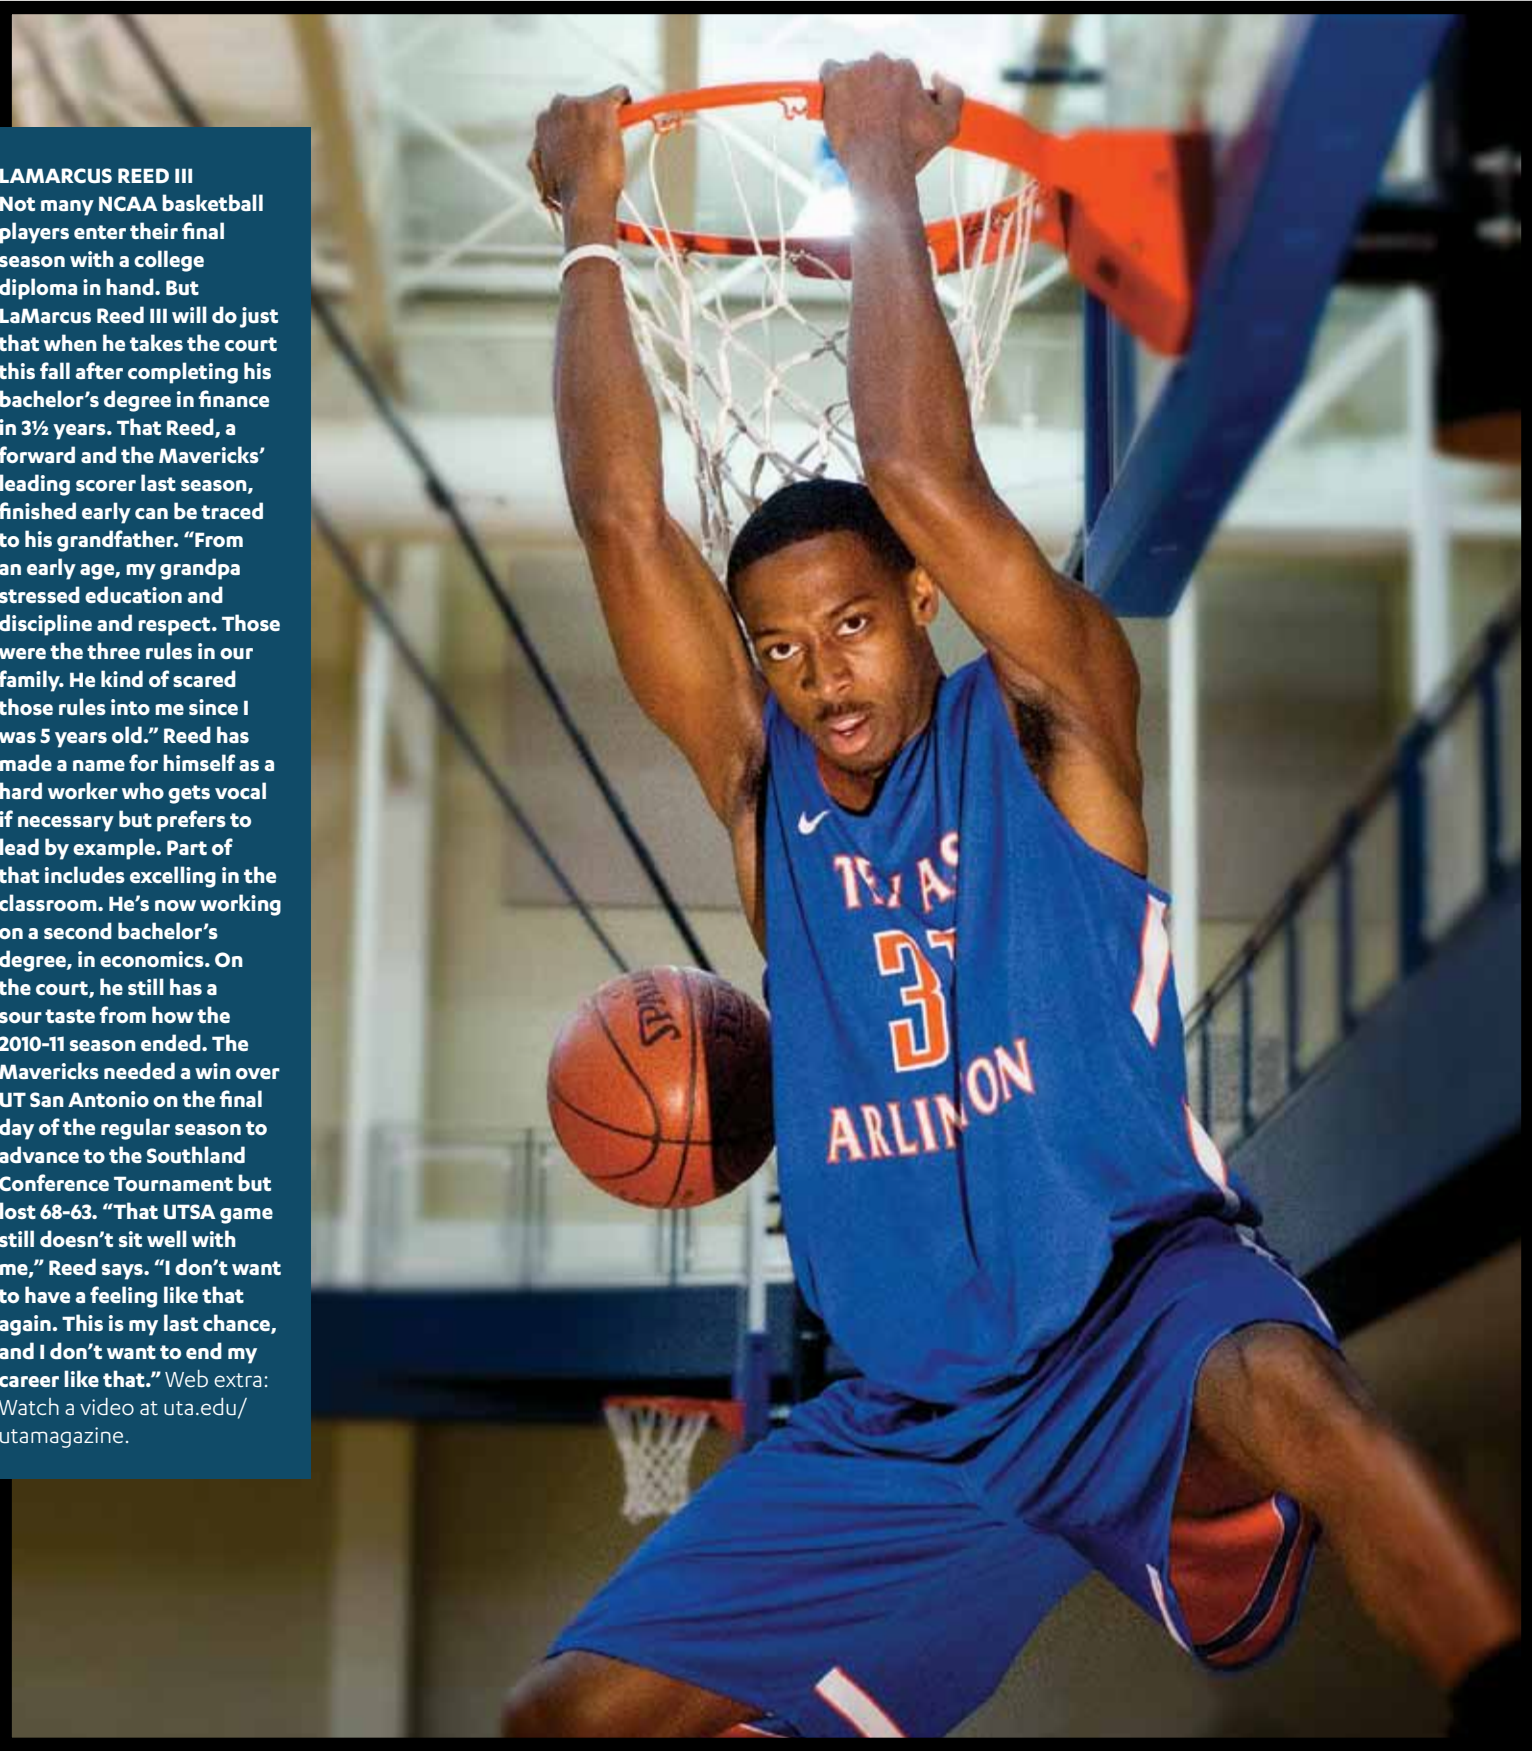 LAMARCUS REED III
Not many NCAA basketball
players enter their final
season with a college
diploma in hand. But
LaMarcus Reed III will do just
that when he takes the court
this fall after completing his
bachelor’s degree in finance
in 3½ years. That Reed, a
forward and the Mavericks’
leading scorer last season,
finished early can be traced
to his grandfather. “From
an early age, my grandpa
stressed education and
discipline and respect. Those
were the three rules in our
family. He kind of scared
those rules into me since I
was 5 years old.” Reed has
made a name for himself as a
hard worker who gets vocal
if necessary but prefers to
lead by example. Part of
that includes excelling in the
classroom. He’s now working
on a second bachelor’s
degree, in economics. On
the court, he still has a
sour taste from how the
2010-11 season ended. The
Mavericks needed a win over
UT San Antonio on the final
day of the regular season to
advance to the Southland
Conference Tournament but
lost 68-63. “That UTSA game
still doesn’t sit well with
me,” Reed says. “I don’t want
to have a feeling like that
again. This is my last chance,
and I don’t want to end my
career like that.” Web extra:
Watch a video at uta.edu/
utamagazine.
TEXAS
ARLINGTON